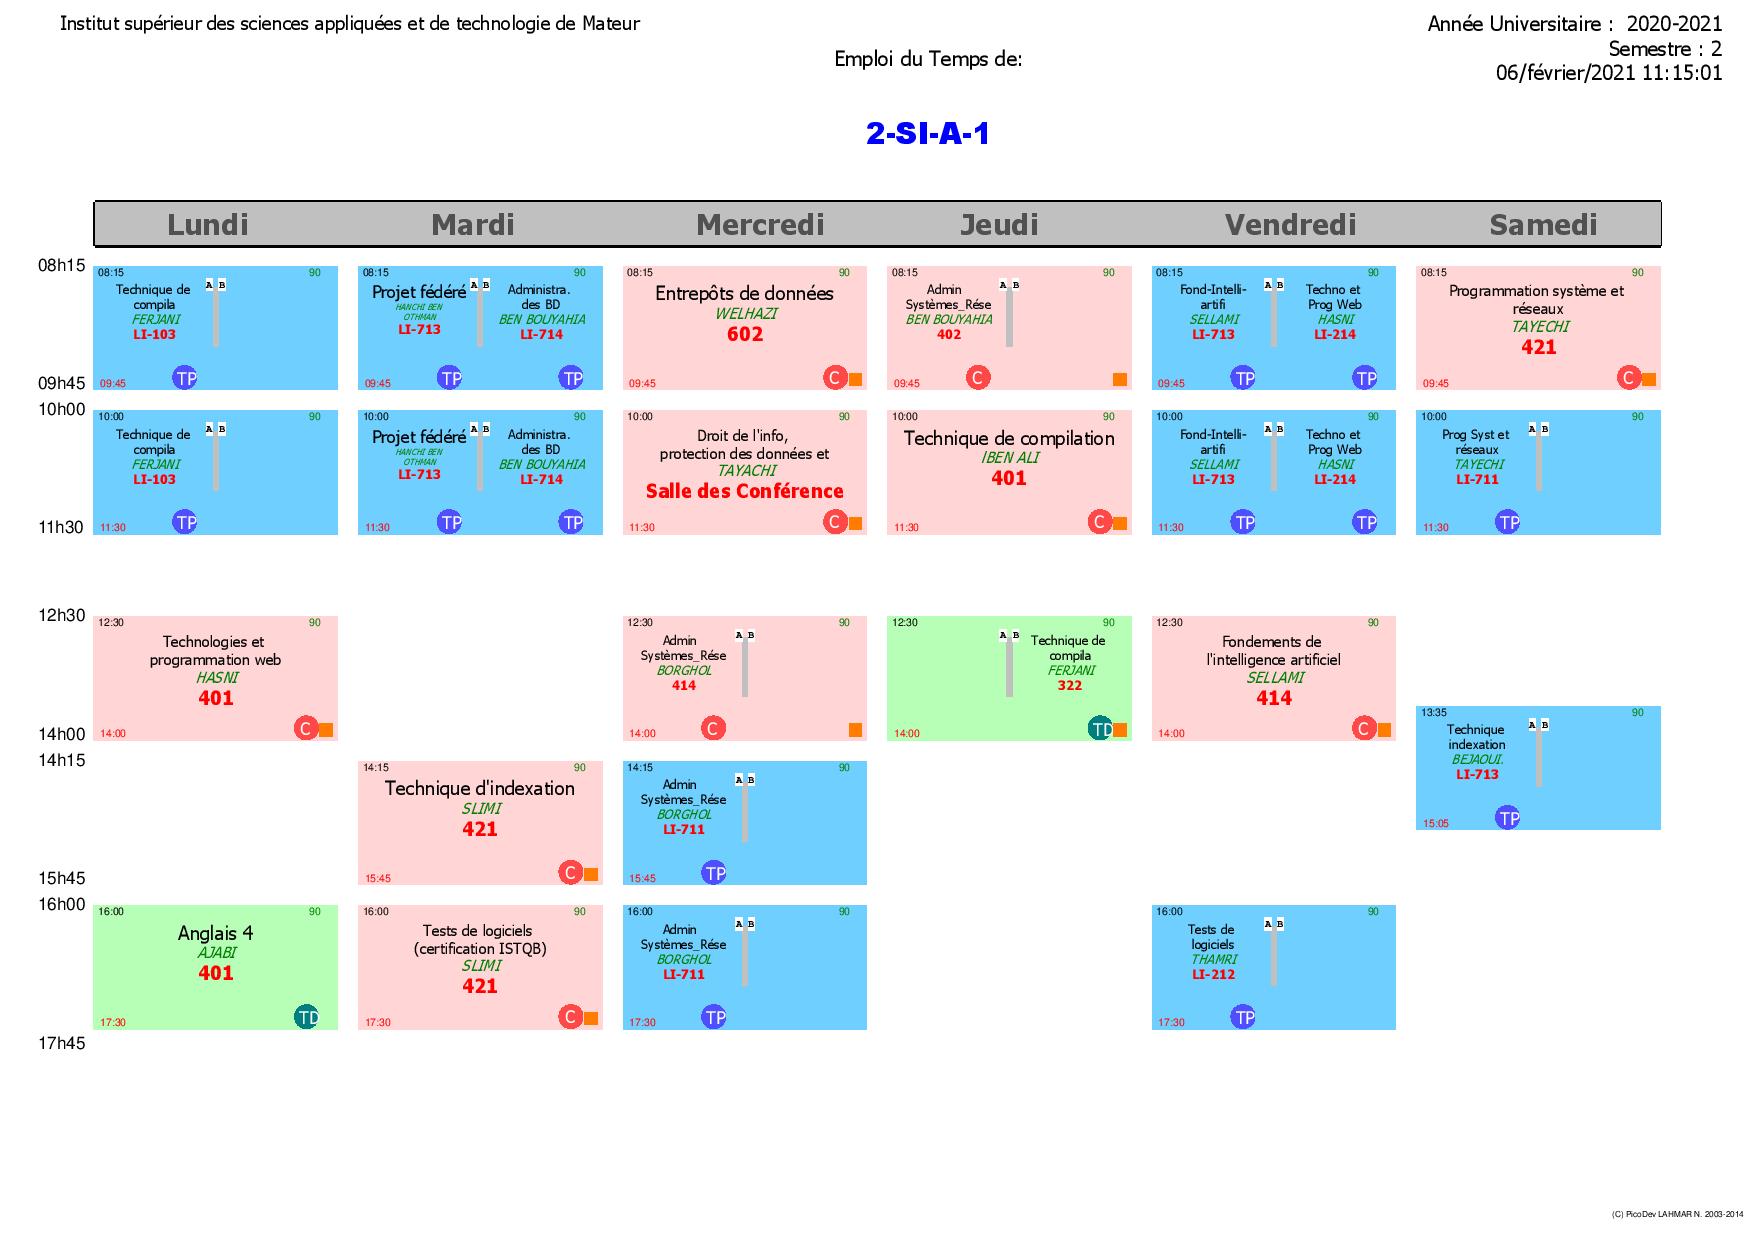 Institut supérieur des sciences appliquées et de technologie de Mateur
Année Universitaire :  2020-2021
Semestre : 2
06/février/2021 11:15:01
Emploi du Temps de:
2-SI-A-1
Lundi
Mardi
Mercredi
Jeudi
Vendredi
Samedi
08h15
09h45
08:15 90
Technique de
compila
FERJANI
LI-103
A B
09:45 TP
08:15 90
Projet fédéré
HANCHI BEN
OTHMAN
LI-713
A B
Administra.
des BD
BEN BOUYAHIA
LI-714
09:45 TP TP
08:15 90
Entrepôts de données
WELHAZI
602
09:45 C
08:15 90
Admin
Systèmes_Rése
BEN BOUYAHIA
402
A B
09:45 C
08:15 90
Fond-Intelli-
artifi
SELLAMI
LI-713
A B
Techno et
Prog Web
HASNI
LI-214
09:45 TP TP
08:15 90
Programmation système et
réseaux
TAYECHI
421
09:45 C
10h00
11h30
10:00 90
Technique de
compila
FERJANI
LI-103
A B
11:30 TP
10:00 90
Projet fédéré
HANCHI BEN
OTHMAN
LI-713
A B
Administra.
des BD
BEN BOUYAHIA
LI-714
11:30 TP TP
10:00 90
Droit de l'info,
protection des données et
TAYACHI
Salle des Conférence
11:30 C
10:00 90
Technique de compilation
IBEN ALI
401
11:30 C
10:00 90
Fond-Intelli-
artifi
SELLAMI
LI-713
A B
Techno et
Prog Web
HASNI
LI-214
11:30 TP TP
10:00 90
Prog Syst et
réseaux
TAYECHI
LI-711
A B
11:30 TP
12h30
14h00
12:30 90
Technologies et
programmation web
HASNI
401
14:00 C
12:30 90
Admin
Systèmes_Rése
BORGHOL
414
A B
14:00 C
12:30 90
A B
Technique de
compila
FERJANI
322
14:00 TD
12:30 90
Fondements de
l'intelligence artificiel
SELLAMI
414
14:00 C
13:35 90
Technique
indexation
BEJAOUI.
LI-713
A B
15:05 TP
14h15
15h45
14:15 90
Technique d'indexation
SLIMI
421
15:45 C
14:15 90
Admin
Systèmes_Rése
BORGHOL
LI-711
A B
15:45 TP
16h00
17h45
16:00 90
Anglais 4
AJABI
401
17:30 TD
16:00 90
Tests de logiciels
(certification ISTQB)
SLIMI
421
17:30 C
16:00 90
Admin
Systèmes_Rése
BORGHOL
LI-711
A B
17:30 TP
16:00 90
Tests de
logiciels
THAMRI
LI-212
A B
17:30 TP
(C) PicoDev LAHMAR N. 2003-2014